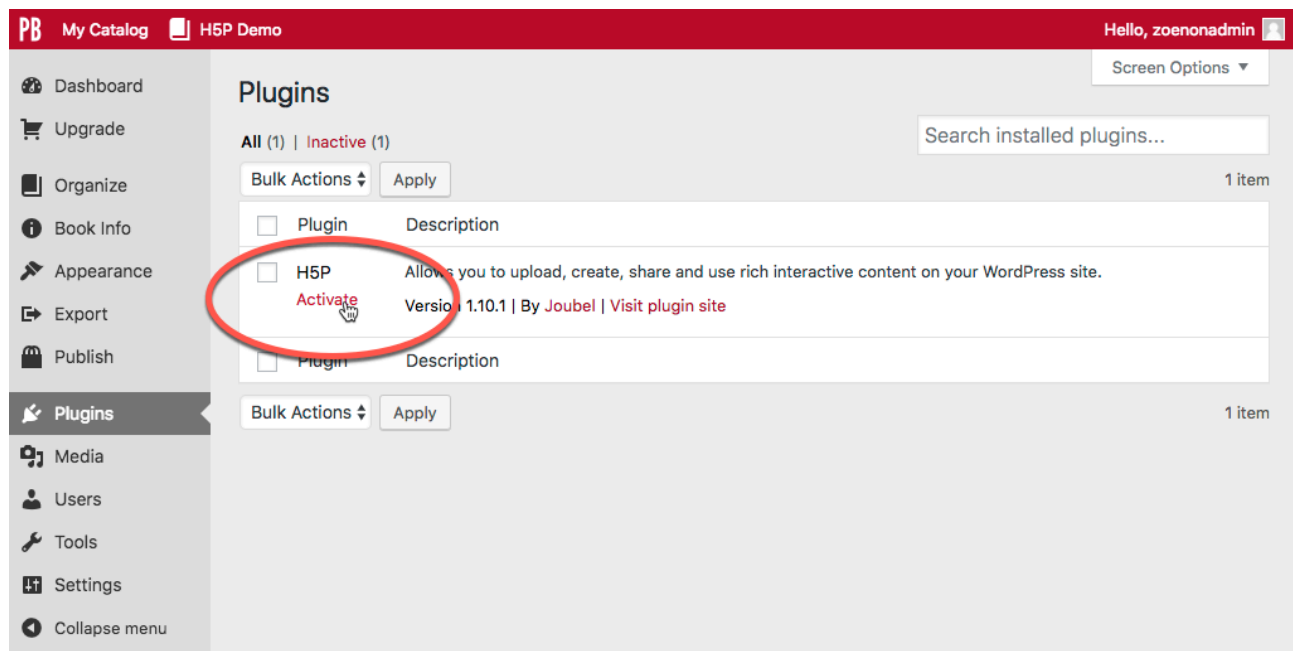 PB My Catalog H5P Demo Hello, zoenonadmin
Screen Options ▼
Dashboard
Upgrade
Organize
Book Info
Appearance
Export
Publish
Plugins
Media
Users
Tools
Settings
Collapse menu
Plugins
All (1) | Inactive (1)
Search installed plugins...
Bulk Actions Apply 1 item
Plugin Description
H5P Allows you to upload, create, share and use rich interactive content on your WordPress site.
Activate Version 1.10.1 | By Joubel | Visit plugin site
Plugin Description
Bulk Actions Apply 1 item